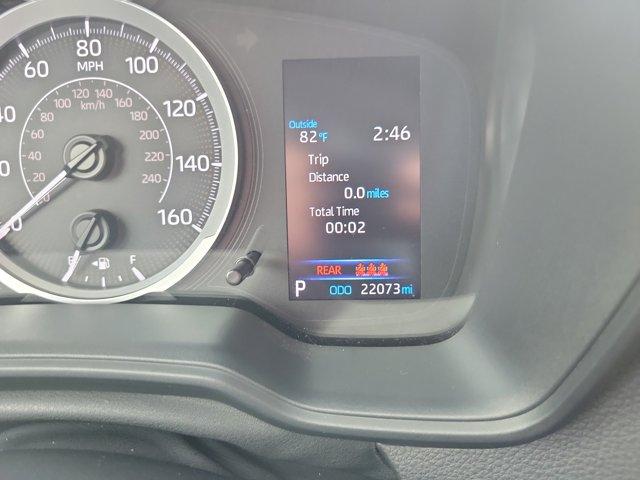 60 80 100
MPH
120
140
160
100 120 140 160
km/h
80 180
60 200
40 220
20 240
E F
Outside
82°F 2:46
Trip
Distance
0.0 miles
Total Time
00:02
REAR
P ODO 22073 mi